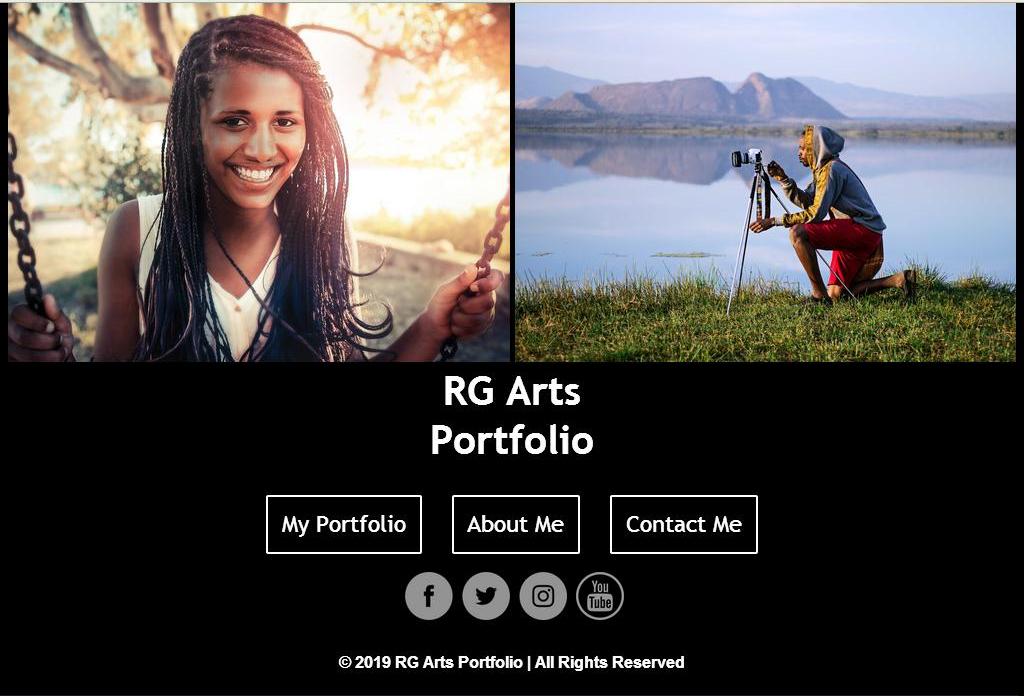 RG Arts
Portfolio
My Portfolio About Me Contact Me
f You Tube
© 2019 RG Arts Portfolio | All Rights Reserved